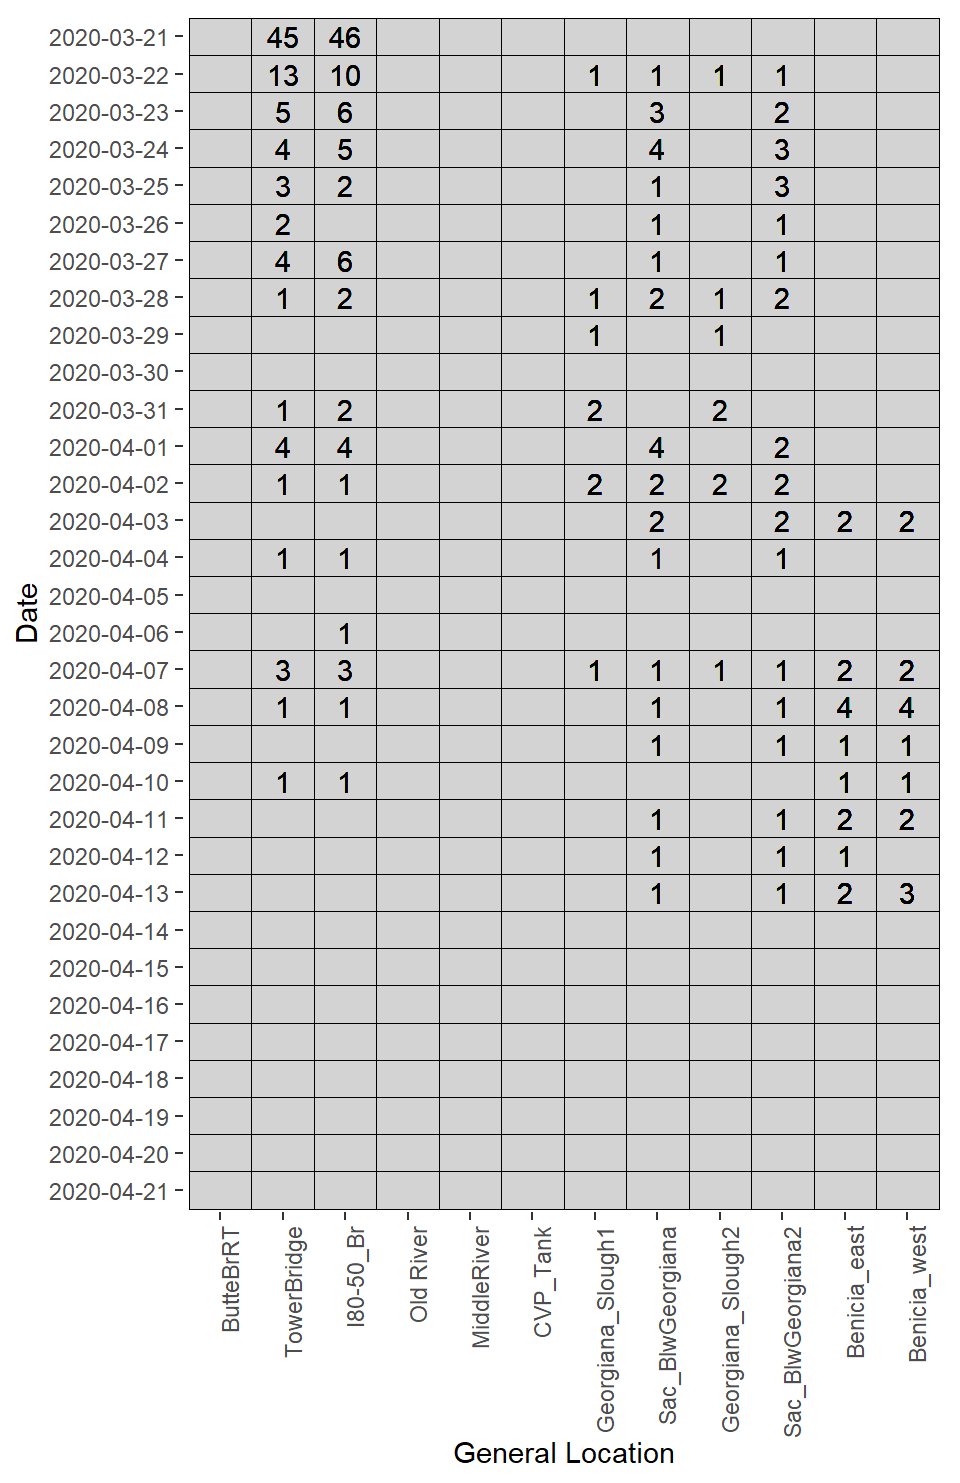 2020-03-21 45 46
2020-03-22 13 10 1 1 1 1
2020-03-23 5 6 3 2
2020-03-24 4 5 4 3
2020-03-25 3 2 1 3
2020-03-26 2 1 1
2020-03-27 4 6 1 1
2020-03-28 1 2 1 2 1 2
2020-03-29 1 1
2020-03-30
2020-03-31 1 2 2 2
2020-04-01 4 4 4 2
2020-04-02 1 1 2 2 2 2
2020-04-03 2 2 2 2
2020-04-04 1 1 1 1
2020-04-05
2020-04-06 1
2020-04-07 3 3 1 1 1 1 2 2
2020-04-08 1 1 1 1 4 4
2020-04-09 1 1 1 1
2020-04-10 1 1 1 1
2020-04-11 1 1 2 2
2020-04-12 1 1 1
2020-04-13 1 1 2 3
2020-04-14
2020-04-15
2020-04-16
2020-04-17
2020-04-18
2020-04-19
2020-04-20
2020-04-21
Date
ButteBrRT
TowerBridge
I80-50_Br
Old River
MiddleRiver
CVP_Tank
Georgiana_Slough1
Sac_BlwGeorgiana
Georgiana_Slough2
Sac_BlwGeorgiana2
Benicia_east
Benicia_west
General Location